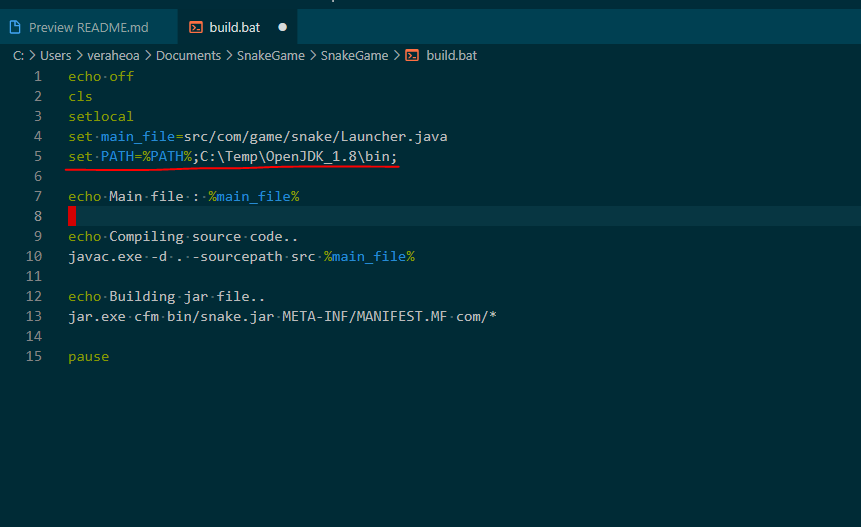 Preview README.md
build.bat
C: > Users > veraheoa > Documents > SnakeGame > SnakeGame > build.bat
1 echo off
2 cls
3 setlocal
4 set main_file=src/com/game/snake/Launcher.java
5 set PATH=%PATH%;C:\Temp\OpenJDK_1.8\bin;
6
7 echo Main file : %main_file%
8
9 echo Compiling source code..
10 javac.exe -d . -sourcepath src %main_file%
11
12 echo Building jar file..
13 jar.exe cfm bin/snake.jar META-INF/MANIFEST.MF com/*
14
15 pause